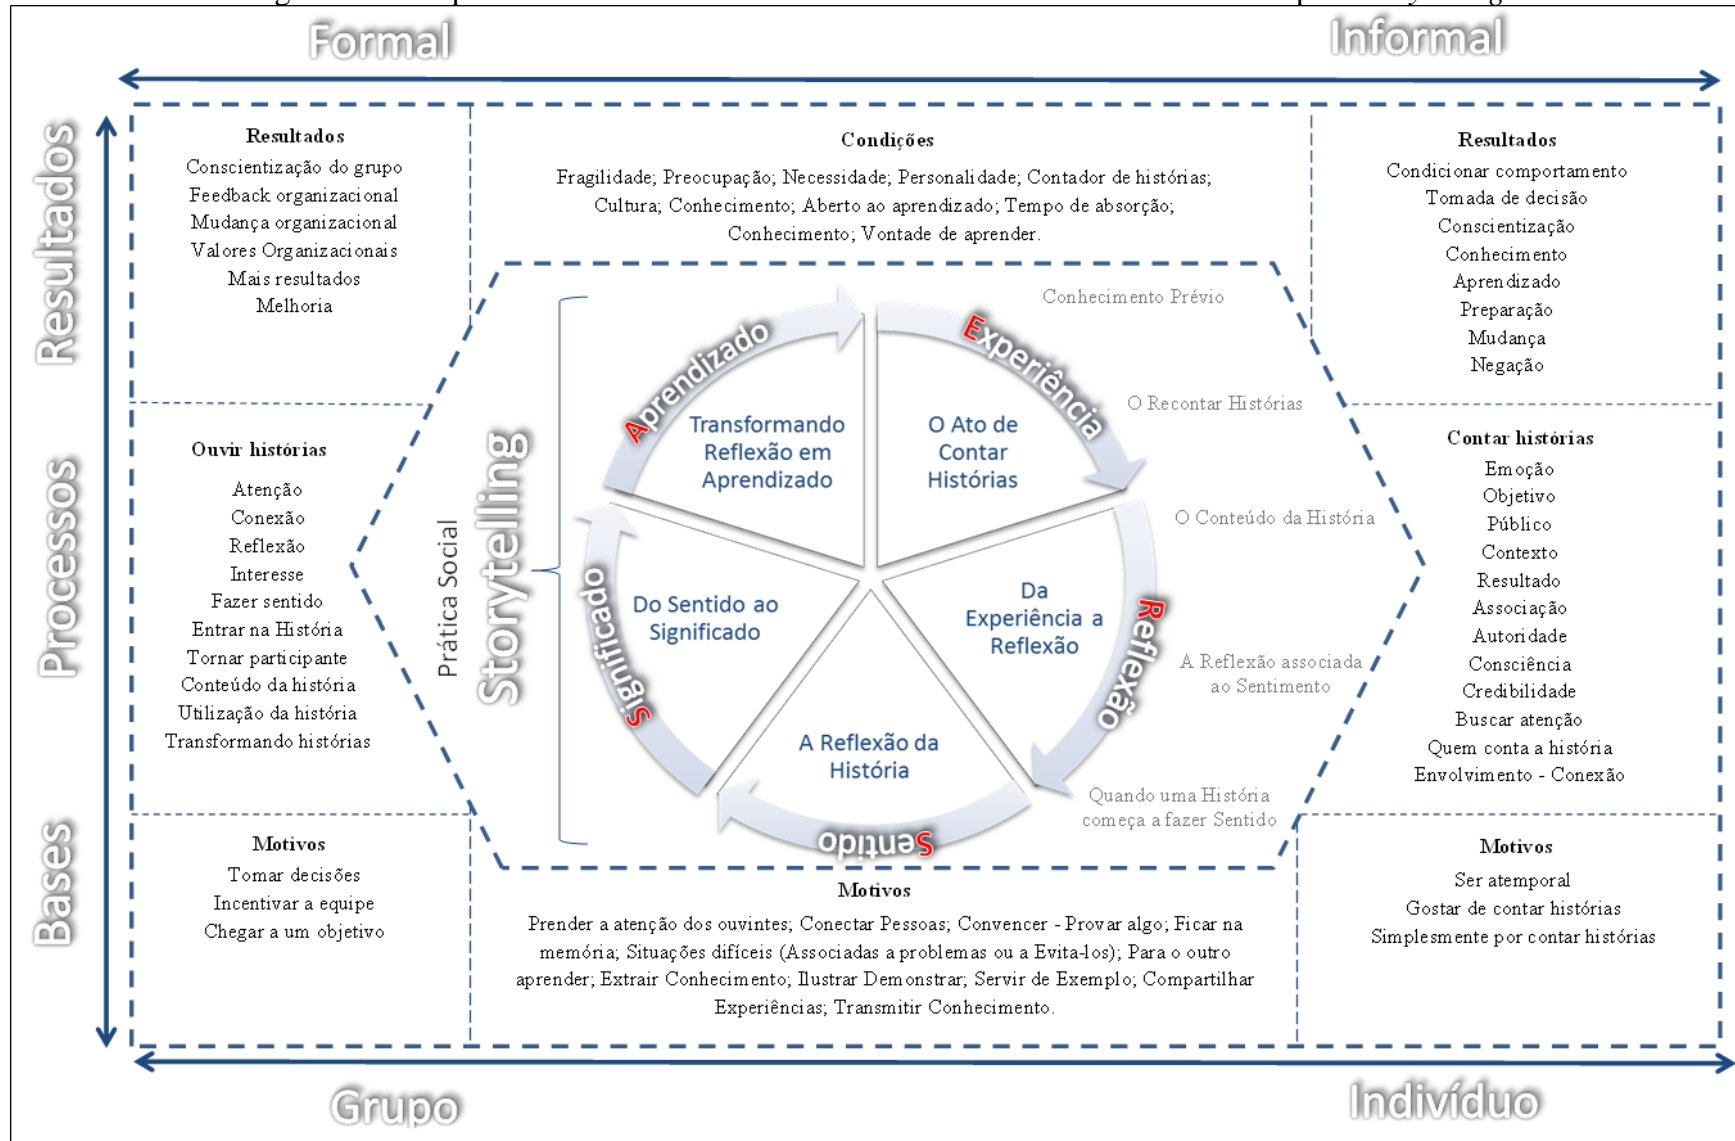 Formal
Informal
Resultados
Processos
Bases
Resultados
Conscientização do grupo
Feedback organizacional
Mudança organizacional
Valores Organizacionais
Mais resultados
Melhoria
Condições
Fragilidade; Preocupação; Necessidade; Personalidade; Contador de histórias;
Cultura; Conhecimento; Aberto ao aprendizado; Tempo de absorção;
Conhecimento; Vontade de aprender.
Resultados
Condicionar comportamento
Tomada de decisão
Conscientização
Conhecimento
Aprendizado
Preparação
Mudança
Negação
Ouvir histórias
Atenção
Conexão
Reflexão
Interesse
Fazer sentido
Entrar na História
Tornar participante
Conteúdo da história
Utilização da história
Transformando histórias
Prática Social
Storytelling
Aprendizado
Experiência
Reflexão
Sentido
Significado
Transformando
Reflexão em
Aprendizado
O Ato de
Contar
Histórias
Da
Experiência a
Reflexão
A Reflexão da
História
Do Sentido ao
Significado
Conhecimento Prévio
O Recontar Histórias
O Conteúdo da História
A Reflexão associada
ao Sentimento
Quando uma História
começa a fazer Sentido
Contar histórias
Emoção
Objetivo
Público
Contexto
Resultado
Associação
Autoridade
Consciência
Credibilidade
Buscar atenção
Quem conta a história
Envolvimento - Conexão
Motivos
Tomar decisões
Incentivar a equipe
Chegar a um objetivo
Motivos
Prender a atenção dos ouvintes; Conectar Pessoas; Convencer - Provar algo; Ficar na
memória; Situações difíceis (Associadas a problemas ou a Evita-los); Para o outro
aprender; Extrair Conhecimento; Ilustrar Demonstrar; Servir de Exemplo; Compartilhar
Experiências; Transmitir Conhecimento.
Motivos
Ser atemporal
Gostar de contar histórias
Simplesmente por contar histórias
Grupo
Indivíduo